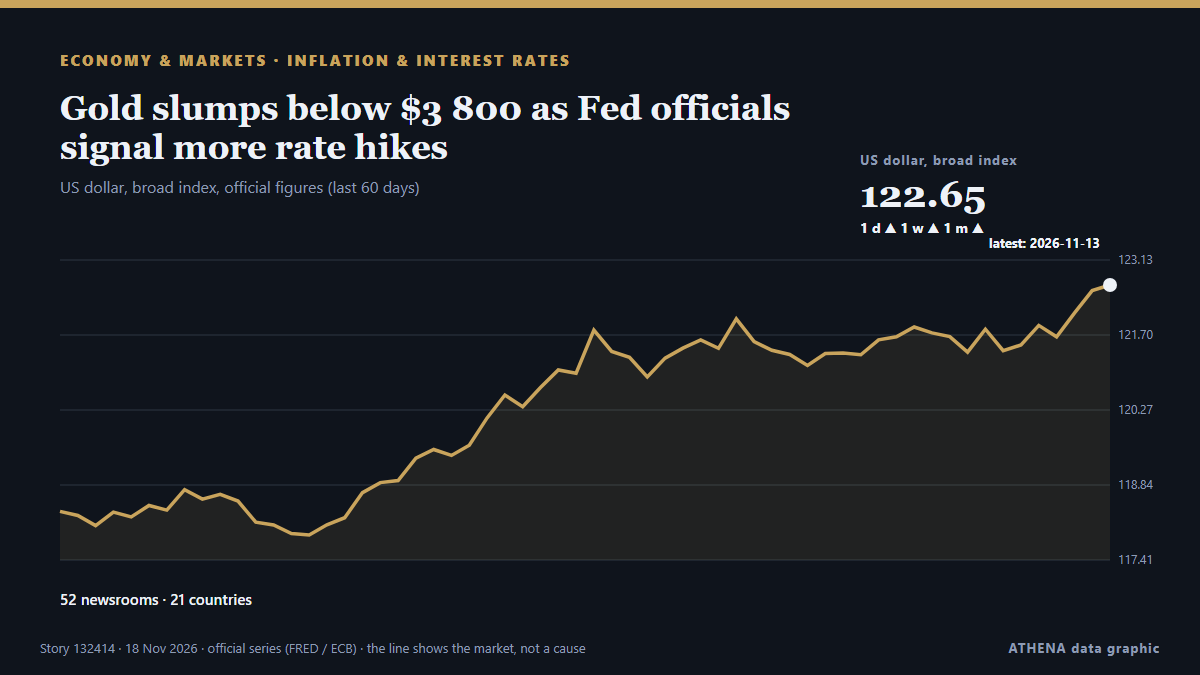 ECONOMY & MARKETS · INFLATION & INTEREST RATES
Gold slumps below $3 800 as Fed officials
signal more rate hikes
US dollar, broad index, official figures (last 60 days)
US dollar, broad index
122.65
1 d ▲ 1 w ▲ 1 m ▲
latest: 2026-11-13
123.13
121.70
120.27
118.84
117.41
52 newsrooms · 21 countries
Story 132414 · 18 Nov 2026 · official series (FRED / ECB) · the line shows the market, not a cause
ATHENA data graphic